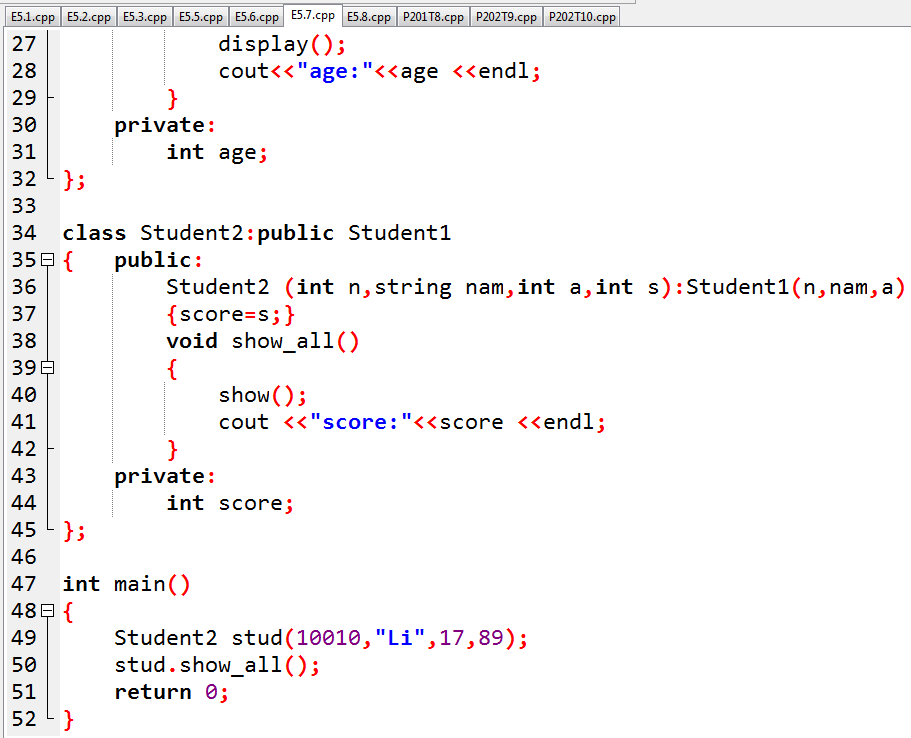 E5.1.cpp E5.2.cpp E5.3.cpp E5.5.cpp E5.6.cpp E5.7.cpp E5.8.cpp P201T8.cpp P202T9.cpp P202T10.cpp
27 display();
28 cout<<"age:"<<age <<endl;
29 }
30 private:
31 int age;
32 };
33
34 class Student2:public Student1
35 { public:
36 Student2 (int n,string nam,int a,int s):Student1(n,nam,a)
37 {score=s;}
38 void show_all()
39 {
40 show();
41 cout <<"score:"<<score <<endl;
42 }
43 private:
44 int score;
45 };
46
47 int main()
48 {
49 Student2 stud(10010,"Li",17,89);
50 stud.show_all();
51 return 0;
52 }